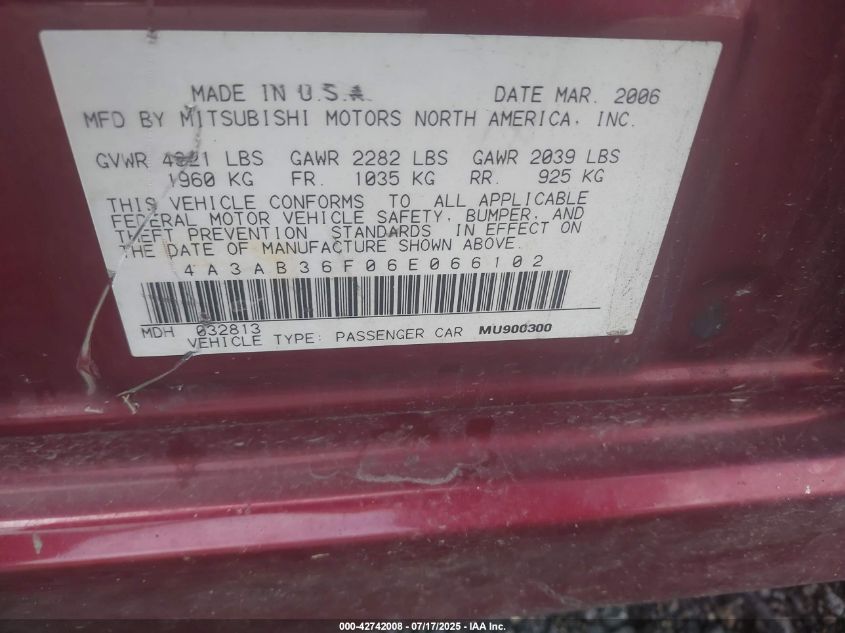 MADE IN U.S.A. DATE MAR. 2006
MFD BY MITSUBISHI MOTORS NORTH AMERICA, INC.
GVWR 4321 LBS GAWR 2282 LBS GAWR 2039 LBS
1960 KG FR. 1035 KG RR. 925 KG
THIS VEHICLE CONFORMS TO ALL APPLICABLE
FEDERAL MOTOR VEHICLE SAFETY, BUMPER, AND
THEFT PREVENTION STANDARDS IN EFFECT ON
THE DATE OF MANUFACTURE SHOWN ABOVE.
4A3AB36F06E066102
MDH 032813
VEHICLE TYPE: PASSENGER CAR MU900300
000-42742008 - 07/17/2025 - IAA Inc.